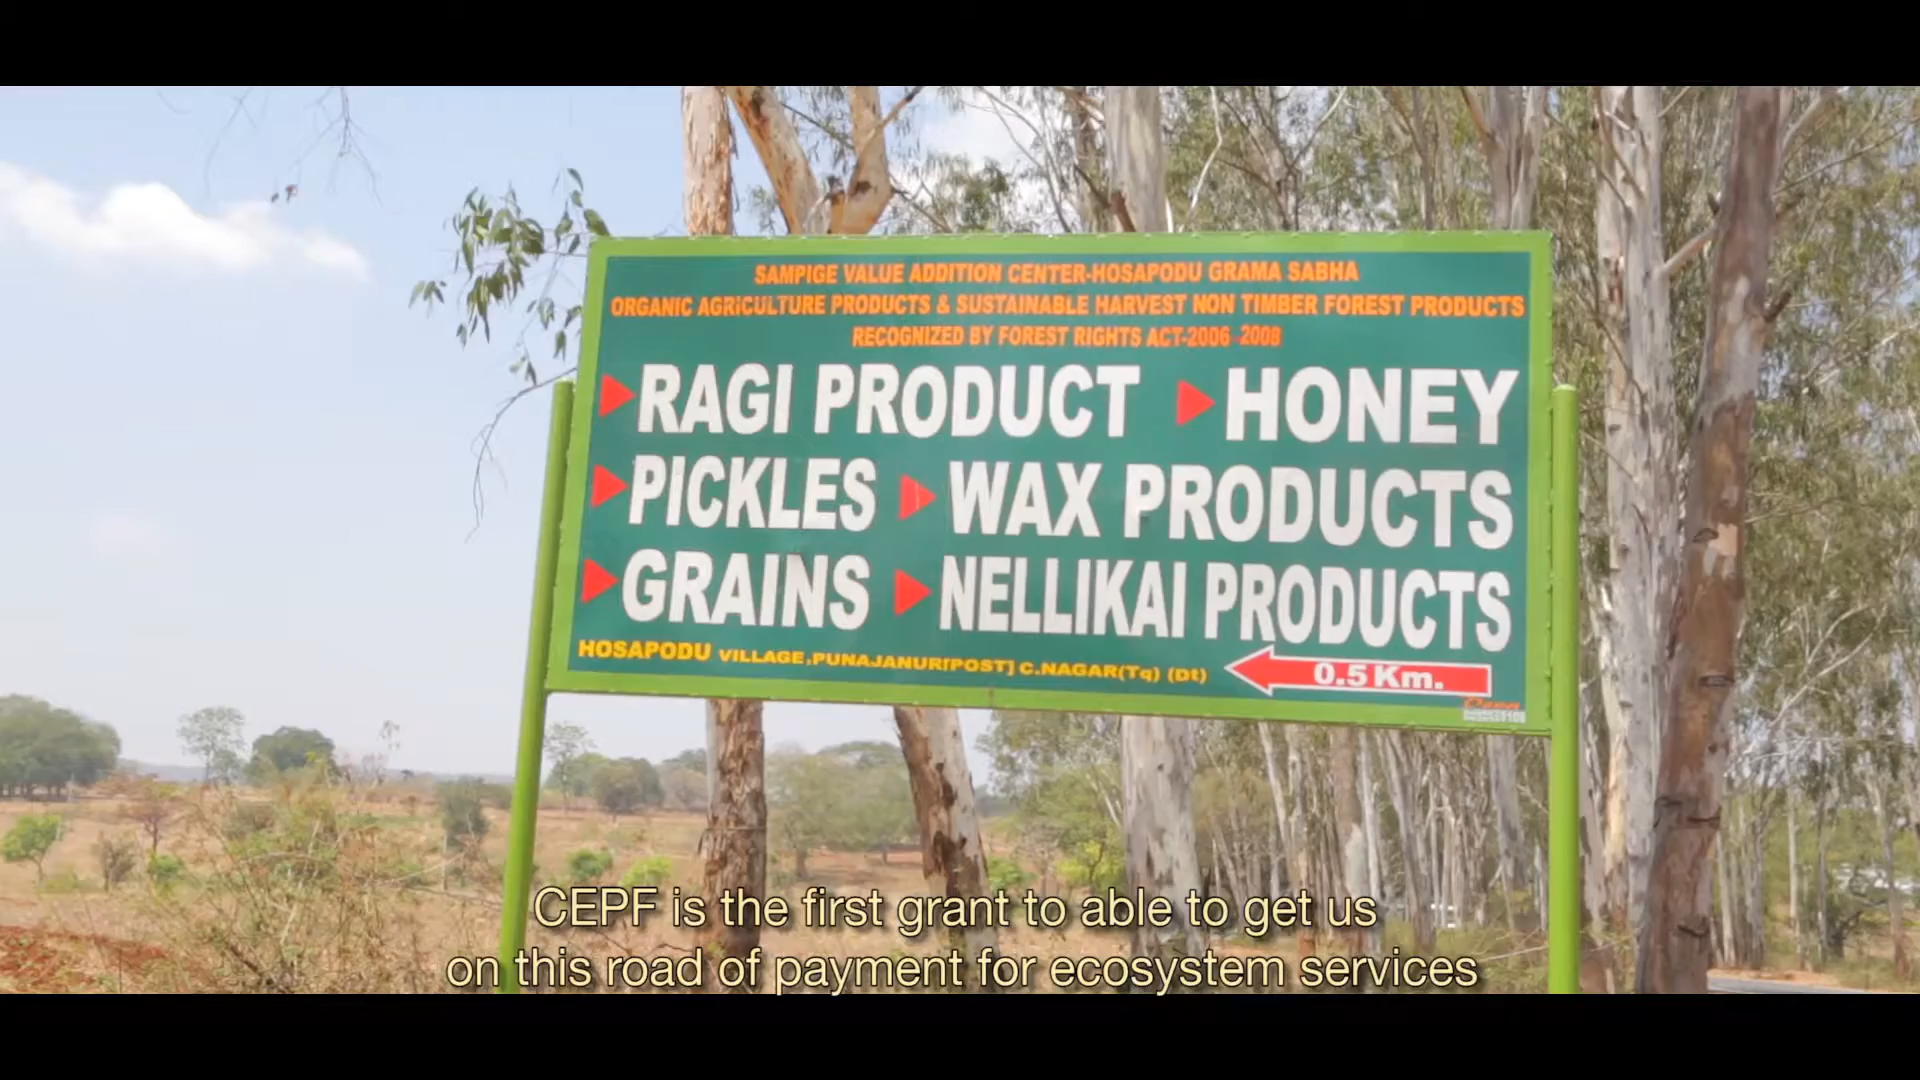 SAMPIGE VALUE ADDITION CENTER-HOSAPODU GRAMA SABHA
ORGANIC AGRICULTURE PRODUCTS & SUSTAINABLE HARVEST NON TIMBER FOREST PRODUCTS
RECOGNIZED BY FOREST RIGHTS ACT-2006 2008
RAGI PRODUCT HONEY
PICKLES WAX PRODUCTS
GRAINS NELLIKAI PRODUCTS
HOSAPODU VILLAGE,PUNAJANUR[POST] C.NAGAR(Tq) (Dt)
0.5 Km.
CEPF is the first grant to able to get us
on this road of payment for ecosystem services